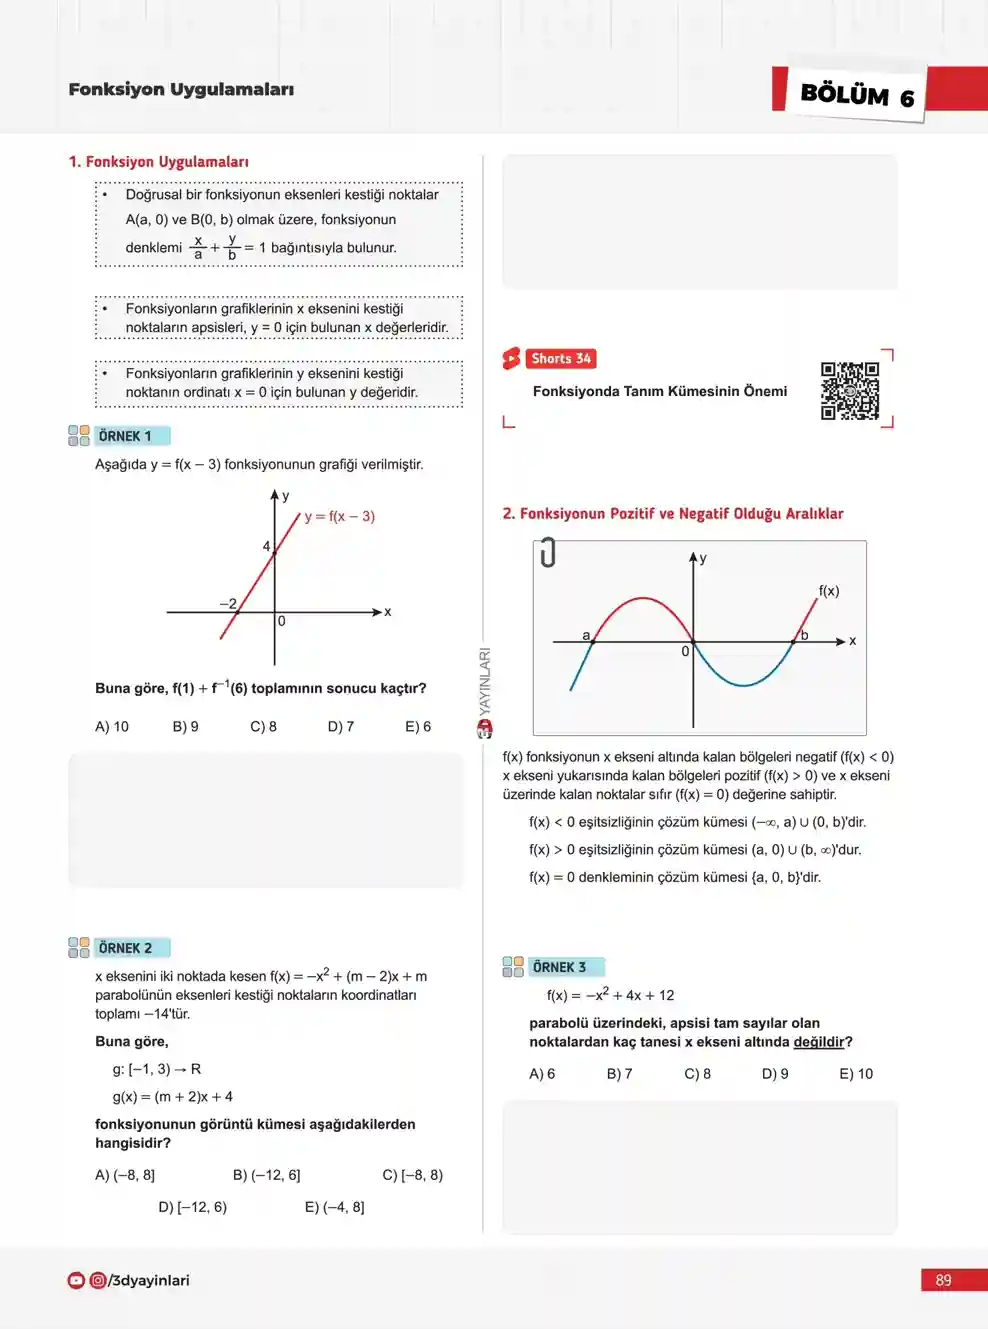 Fonksiyon Uygulamaları
BÖLÜM 6
1. Fonksiyon Uygulamaları
• Doğrusal bir fonksiyonun eksenleri kestiği noktalar
A(a, 0) ve B(0, b) olmak üzere, fonksiyonun
denklemi x/a + y/b = 1 bağıntısıyla bulunur.
• Fonksiyonların grafiklerinin x eksenini kestiği
noktaların apsisleri, y = 0 için bulunan x değerleridir.
• Fonksiyonların grafiklerinin y eksenini kestiği
noktanın ordinatı x = 0 için bulunan y değeridir.
ÖRNEK 1
Aşağıda y = f(x – 3) fonksiyonunun grafiği verilmiştir.
y
y = f(x – 3)
4
–2
0
x
Buna göre, f(1) + f⁻¹(6) toplamının sonucu kaçtır?
A) 10 B) 9 C) 8 D) 7 E) 6
ÖRNEK 2
x eksenini iki noktada kesen f(x) = –x² + (m – 2)x + m
parabolünün eksenleri kestiği noktaların koordinatları
toplamı –14'tür.
Buna göre,
g: [–1, 3) → R
g(x) = (m + 2)x + 4
fonksiyonunun görüntü kümesi aşağıdakilerden
hangisidir?
A) (–8, 8] B) (–12, 6] C) [–8, 8)
D) [–12, 6) E) (–4, 8]
YAYINLARI
Shorts 34
Fonksiyonda Tanım Kümesinin Önemi
2. Fonksiyonun Pozitif ve Negatif Olduğu Aralıklar
y
f(x)
a
0
b
x
f(x) fonksiyonun x ekseni altında kalan bölgeleri negatif (f(x) < 0)
x ekseni yukarısında kalan bölgeleri pozitif (f(x) > 0) ve x ekseni
üzerinde kalan noktalar sıfır (f(x) = 0) değerine sahiptir.
f(x) < 0 eşitsizliğinin çözüm kümesi (–∞, a) ∪ (0, b)'dir.
f(x) > 0 eşitsizliğinin çözüm kümesi (a, 0) ∪ (b, ∞)'dur.
f(x) = 0 denkleminin çözüm kümesi {a, 0, b}'dir.
ÖRNEK 3
f(x) = –x² + 4x + 12
parabolü üzerindeki, apsisi tam sayılar olan
noktalardan kaç tanesi x ekseni altında değildir?
A) 6 B) 7 C) 8 D) 9 E) 10
/3dyayinlari
89